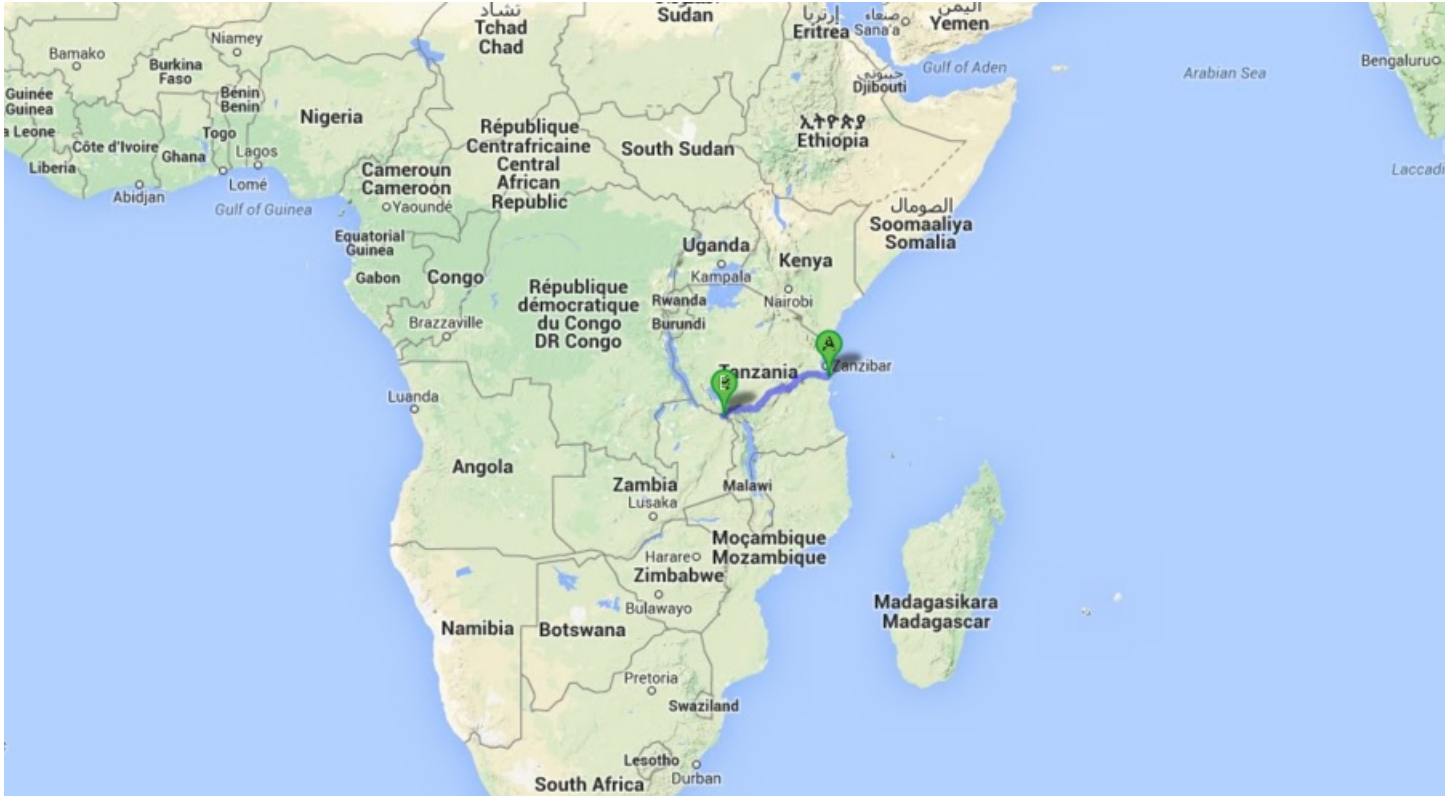 تشاد
Tchad
Chad
Sudan
إرتريا
Eritrea
صنعاء
Sana'a
اليمن
Yemen
Niamey
Bamako
Burkina
Faso
Guinée
Guinea
Bénin
Benin
Nigeria
Gulf of Aden
جيبوتي
Djibouti
Arabian Sea
Bengaluru
a Leone
Côte d'Ivoire
Togo
Ghana
Lagos
Liberia
Lomé
Abidjan
Gulf of Guinea
République
Centrafricaine
Central
African
Republic
South Sudan
ኢትዮጵያ
Ethiopia
Cameroun
Cameroon
Yaoundé
Laccadi
الصومال
Soomaaliya
Somalia
Equatorial
Guinea
Gabon
Congo
Uganda
Kampala
Kenya
République
démocratique
du Congo
DR Congo
Rwanda
Nairobi
Brazzaville
Burundi
A
Tanzania
Zanzibar
Luanda
Angola
Zambia
Lusaka
Malawi
Moçambique
Mozambique
Harare
Zimbabwe
Bulawayo
Madagasikara
Madagascar
Namibia
Botswana
Pretoria
Swaziland
Lesotho
South Africa
Durban